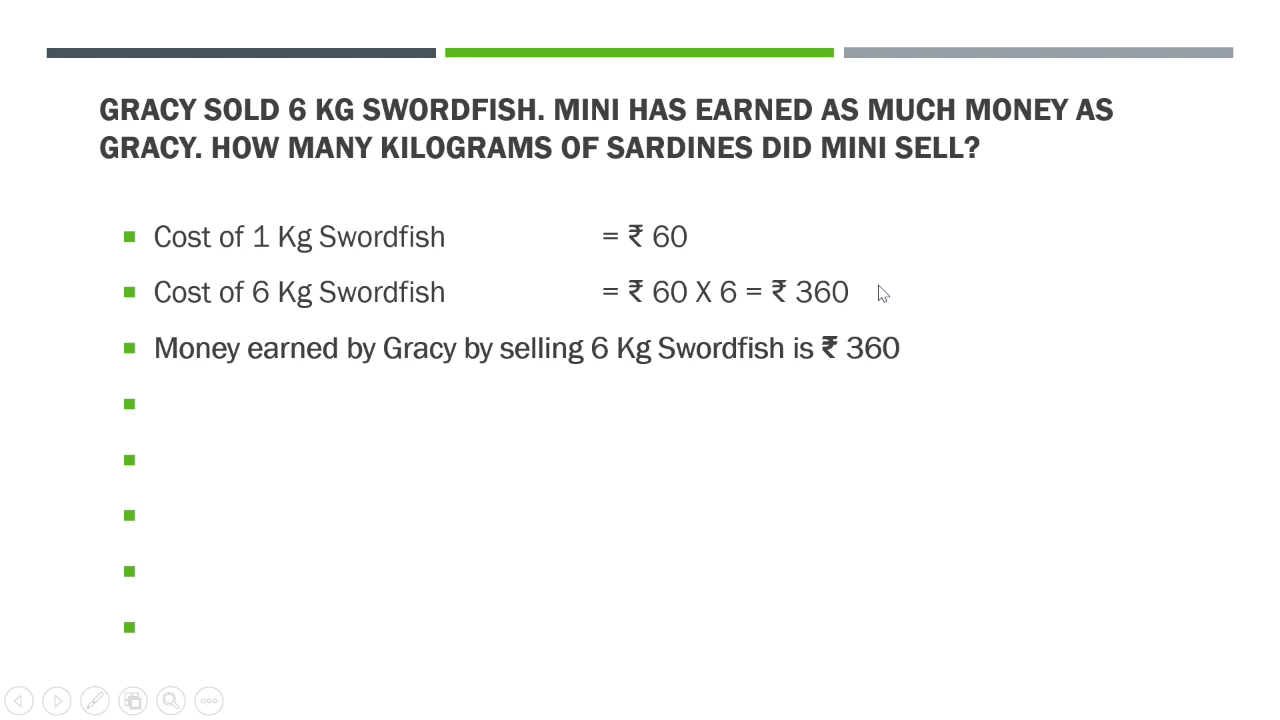 GRACY SOLD 6 KG SWORDFISH. MINI HAS EARNED AS MUCH MONEY AS
GRACY. HOW MANY KILOGRAMS OF SARDINES DID MINI SELL?
Cost of 1 Kg Swordfish = ₹ 60
Cost of 6 Kg Swordfish = ₹ 60 X 6 = ₹ 360
Money earned by Gracy by selling 6 Kg Swordfish is ₹ 360